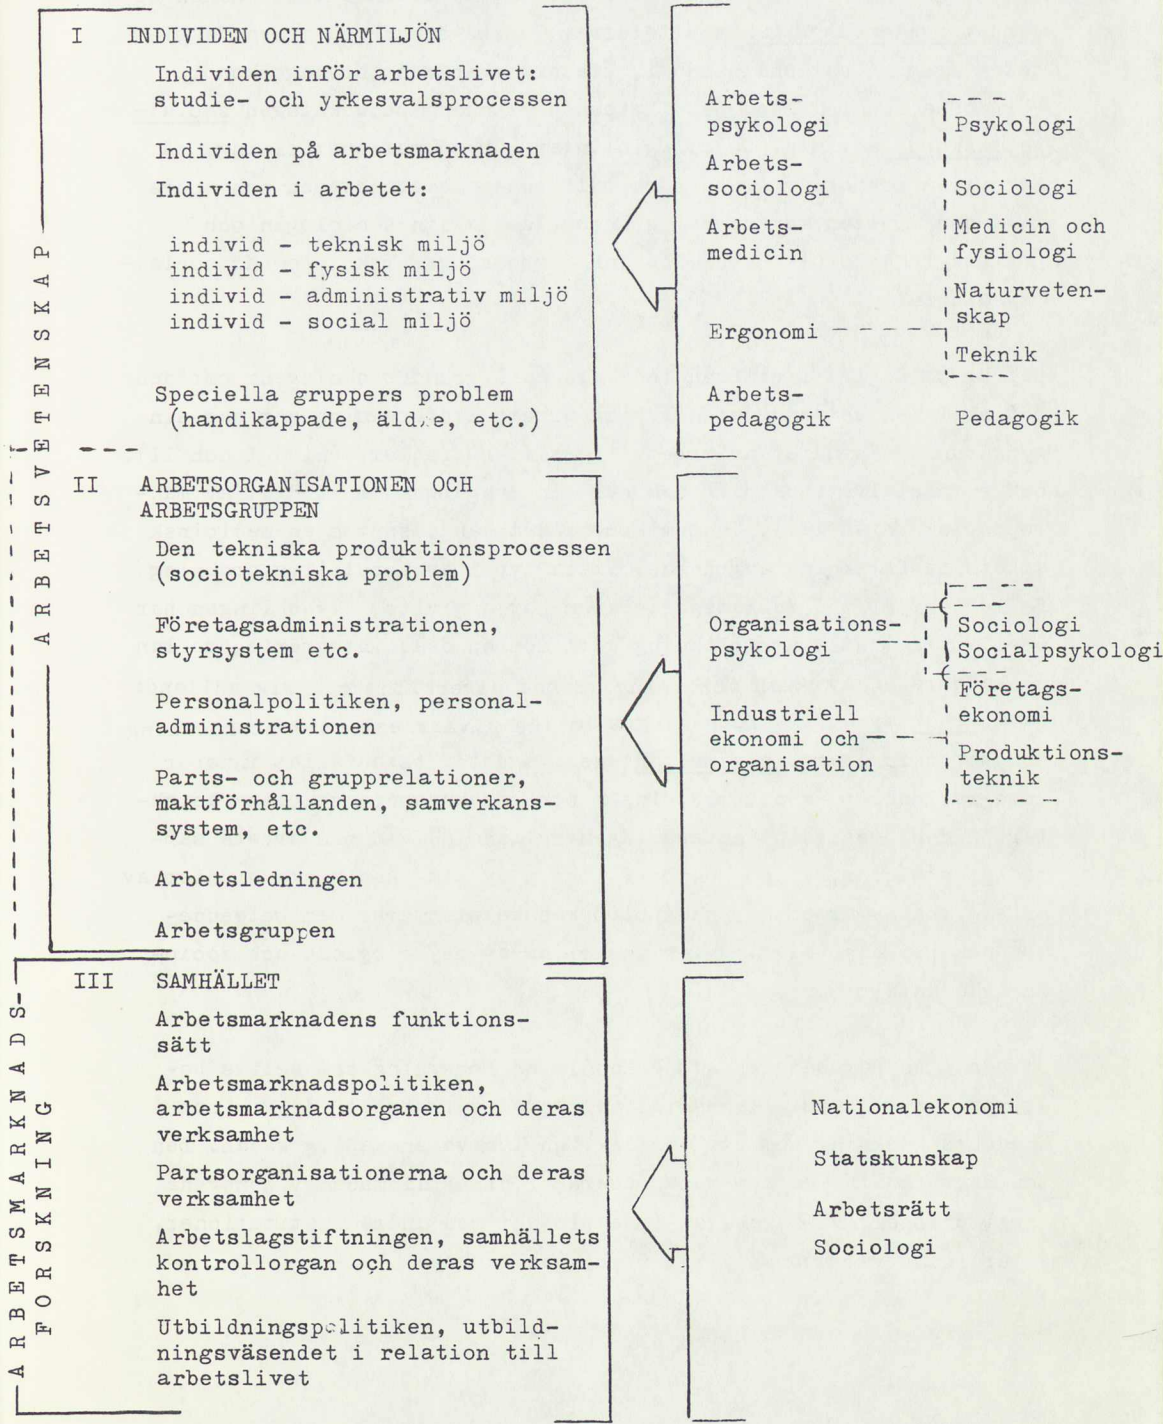 ARBETSVETENSKAP
I INDIVIDEN OCH NÄRMILJÖN
Individen inför arbetslivet:
studie- och yrkesvalsprocessen
Individen på arbetsmarknaden
Individen i arbetet:
individ - teknisk miljö
individ - fysisk miljö
individ - administrativ miljö
individ - social miljö
Speciella gruppers problem
(handikappade, äldre, etc.)
Arbets-
psykologi
Arbets-
sociologi
Arbets-
medicin
Ergonomi
Arbets-
pedagogik
Psykologi
Sociologi
Medicin och
fysiologi
Naturveten-
skap
Teknik
Pedagogik
II ARBETSORGANISATIONEN OCH
ARBETSGRUPPEN
Den tekniska produktionsprocessen
(sociotekniska problem)
Företagsadministrationen,
styrsystem etc.
Personalpolitiken, personal-
administrationen
Parts- och grupprelationer,
maktförhållanden, samverkans-
system, etc.
Arbetsledningen
Arbetsgruppen
Organisations-
psykologi
Industriell
ekonomi och
organisation
Sociologi
Socialpsykologi
Företags-
ekonomi
Produktions-
teknik
ARBETSMARKNADS-
FORSKNING
III SAMHÄLLET
Arbetsmarknadens funktions-
sätt
Arbetsmarknadspolitiken,
arbetsmarknadsorganen och deras
verksamhet
Partsorganisationerna och deras
verksamhet
Arbetslagstiftningen, samhällets
kontrollorgan och deras verksam-
het
Utbildningspolitiken, utbild-
ningsväsendet i relation till
arbetslivet
Nationalekonomi
Statskunskap
Arbetsrätt
Sociologi